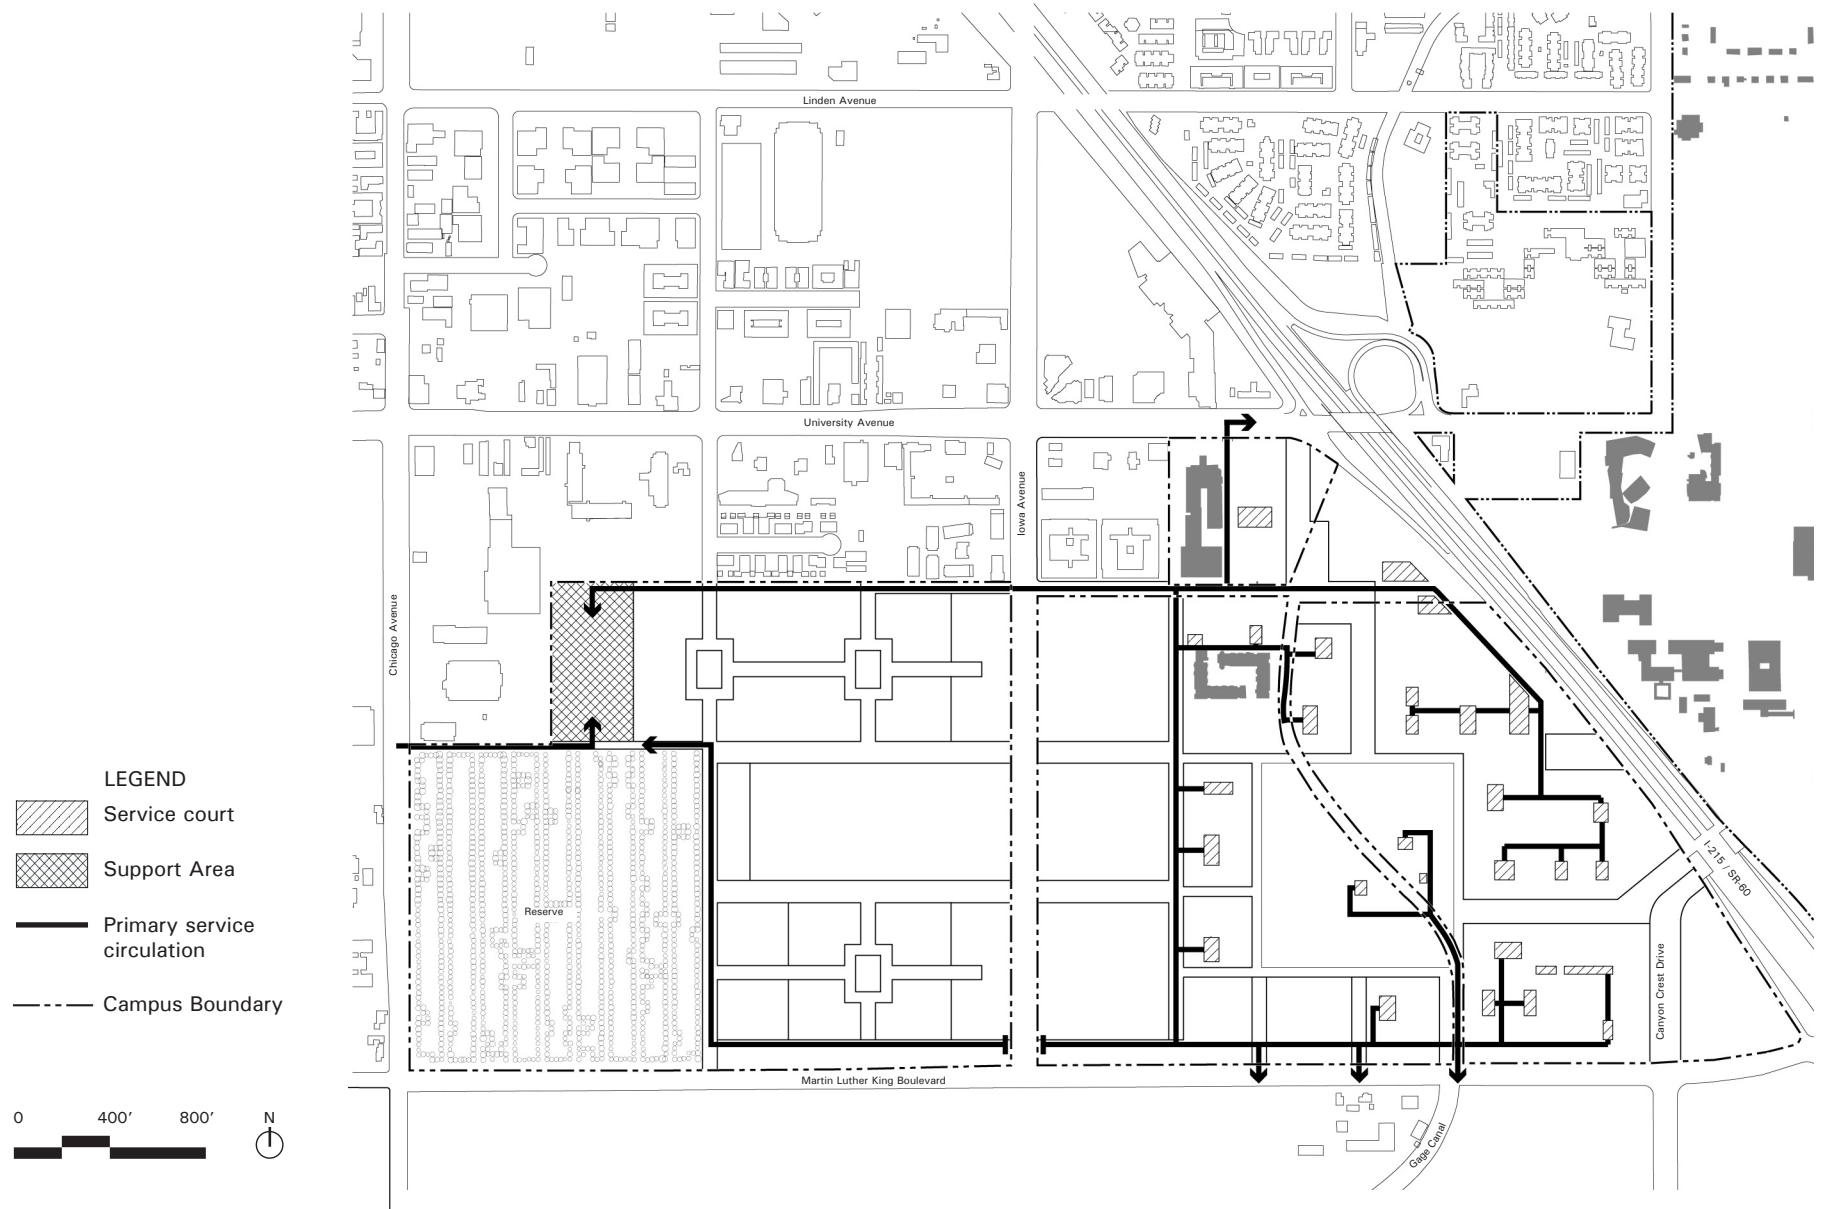 Linden Avenue
University Avenue
Iowa Avenue
Chicago Avenue
LEGEND
Service court
Support Area
Primary service
circulation
Campus Boundary
Reserve
I-215 / SR-60
Canyon Crest Drive
Martin Luther King Boulevard
Gage Canal
0 400’ 800’ N